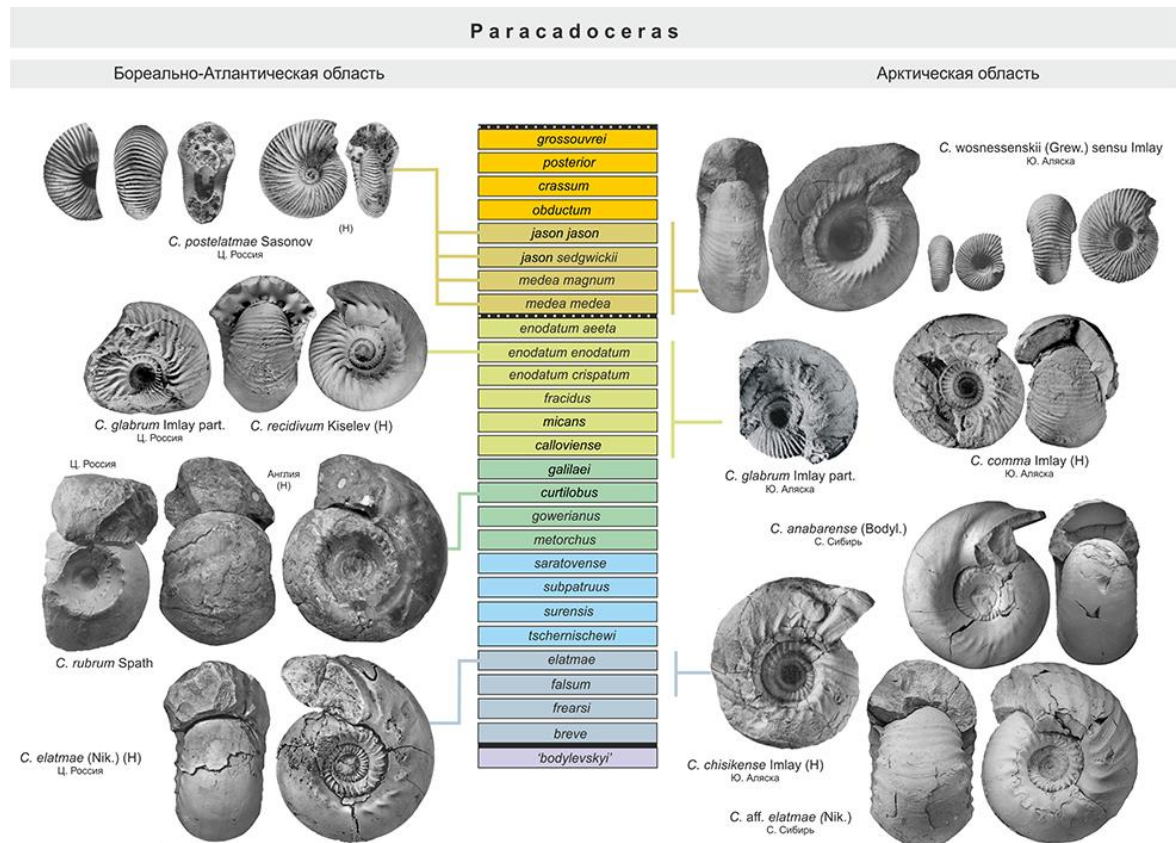 Paracadoceras
Бореально-Атлантическая область
Арктическая область
C. postelatmae Sasonov
Ц. Россия
(H)
C. glabrum Imlay part.
Ц. Россия
C. recidivum Kiselev (H)
Ц. Россия
Англия
(H)
C. rubrum Spath
C. elatmae (Nik.) (H)
Ц. Россия
grossouvrei
posterior
crassum
obductum
jason jason
jason sedgwickii
medea magnum
medea medea
enodatum aeeta
enodatum enodatum
enodatum crispatum
fracidus
micans
calloviense
galilaei
curtilobus
gowerianus
metorchus
saratovense
subpatruus
surensis
tschernischewi
elatmae
falsum
frearsi
breve
'bodylevskyi'
C. wosnessenskii (Grew.) sensu Imlay
Ю. Аляска
C. glabrum Imlay part.
Ю. Аляска
C. comma Imlay (H)
Ю. Аляска
C. anabarense (Bodyl.)
С. Сибирь
C. chisikense Imlay (H)
Ю. Аляска
C. aff. elatmae (Nik.)
С. Сибирь